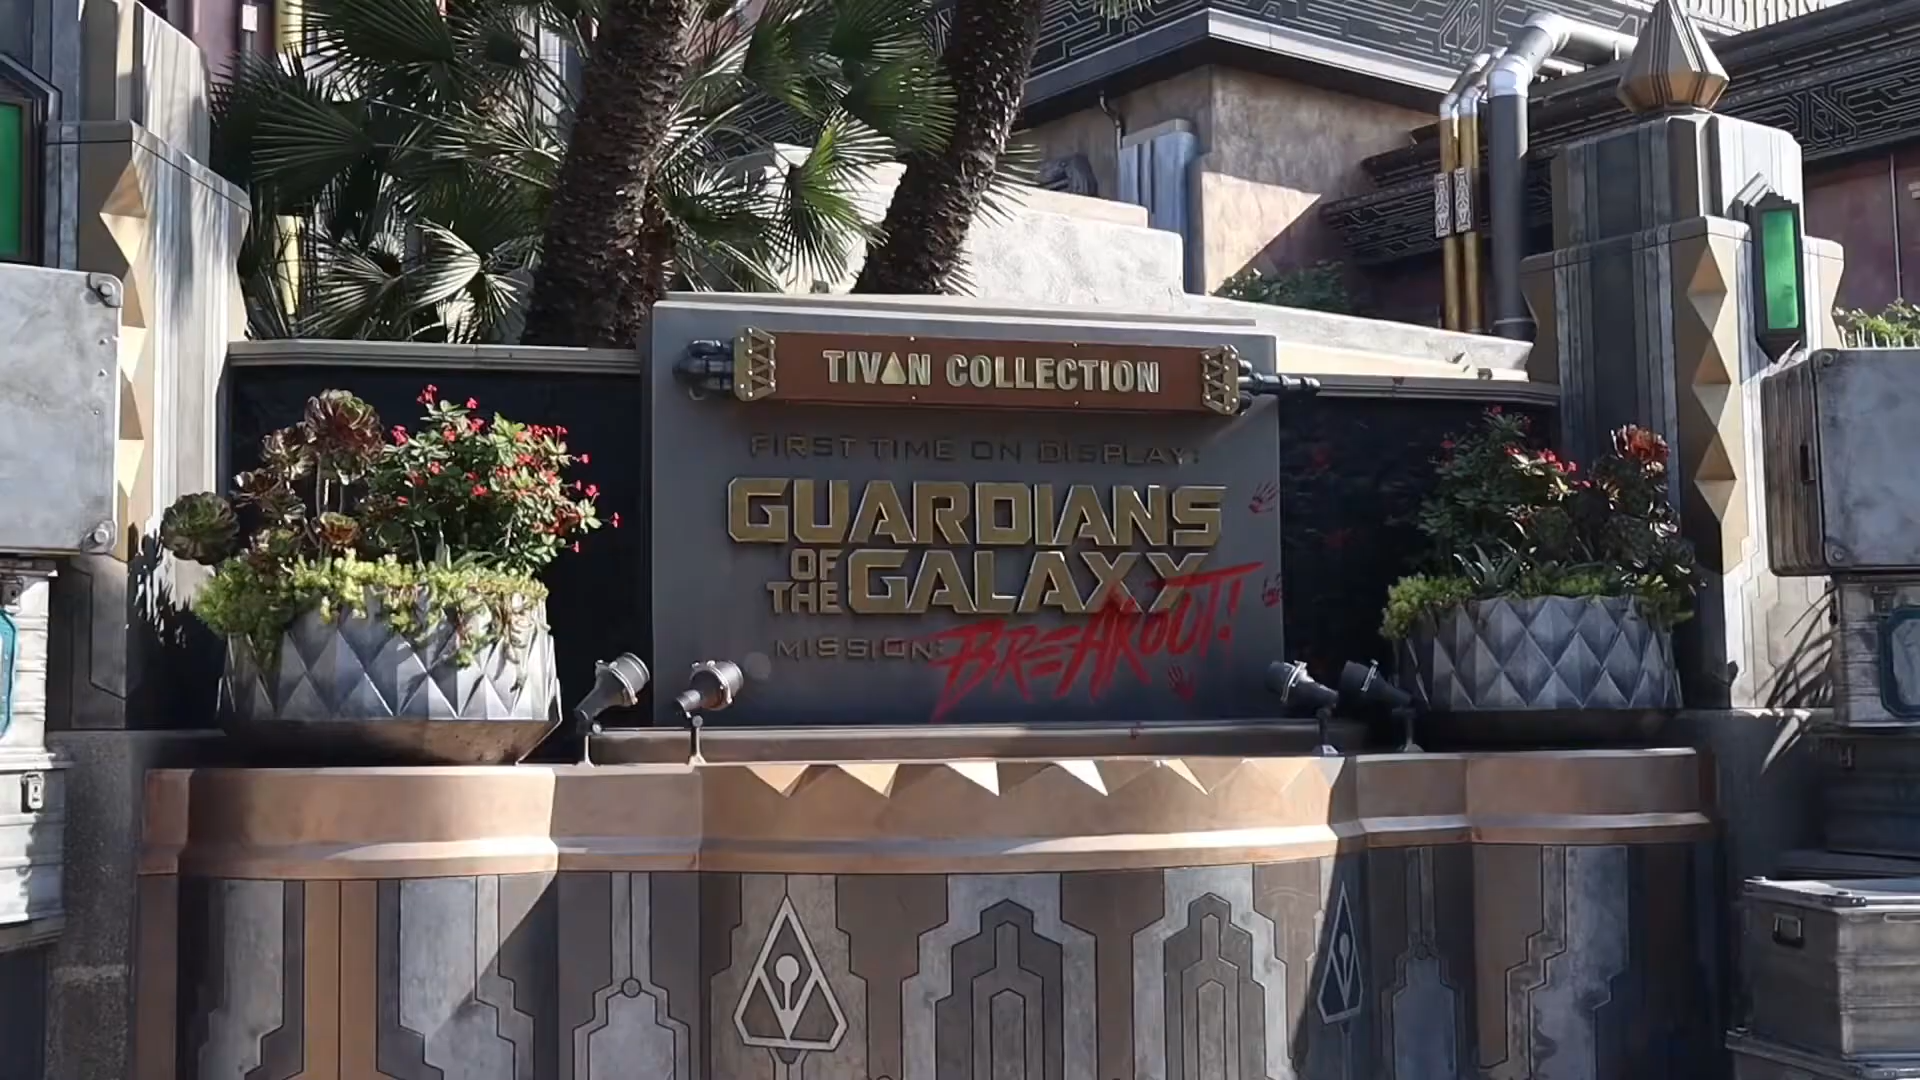 TIVAN COLLECTION
FIRST TIME ON DISPLAY:
GUARDIANS
OF
THE GALAXY
MISSION: BREAKOUT!